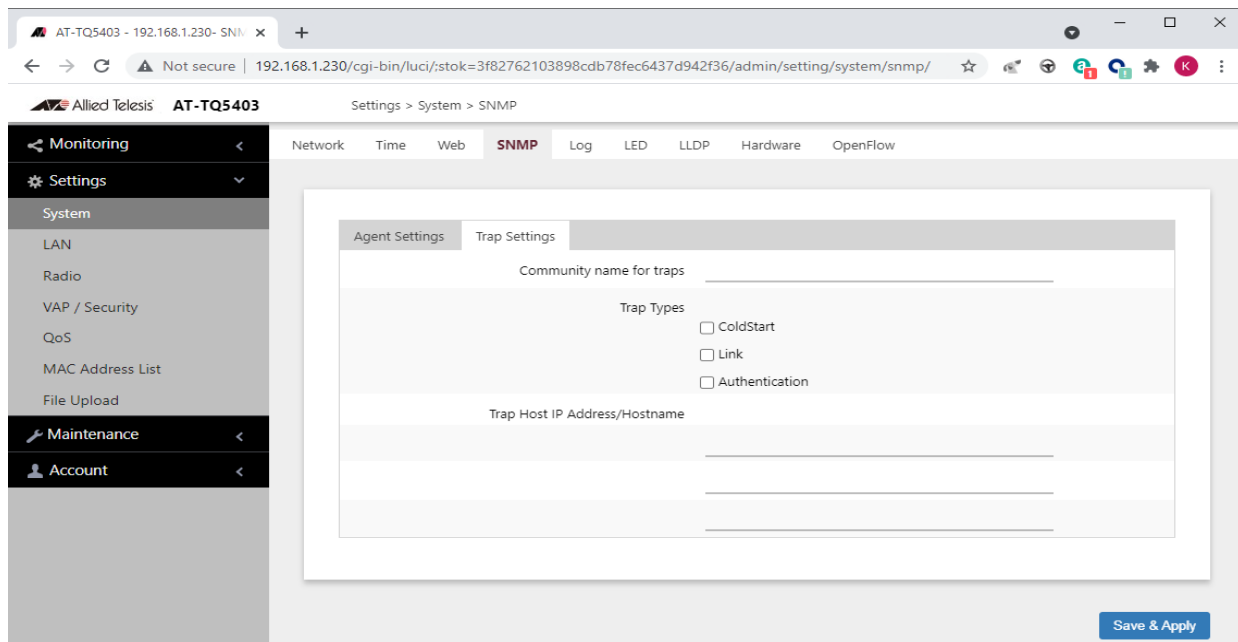 AT-TQ5403 - 192.168.1.230- SNM
Not secure | 192.168.1.230/cgi-bin/luci/;stok=3f82762103898cdb78fec6437d942f36/admin/setting/system/snmp/
a 1 K
Allied Telesis AT-TQ5403 Settings > System > SNMP
Monitoring
Network Time Web SNMP Log LED LLDP Hardware OpenFlow
Settings
System
LAN
Radio
VAP / Security
QoS
MAC Address List
File Upload
Maintenance
Account
Agent Settings Trap Settings
Community name for traps
Trap Types
ColdStart
Link
Authentication
Trap Host IP Address/Hostname
Save & Apply